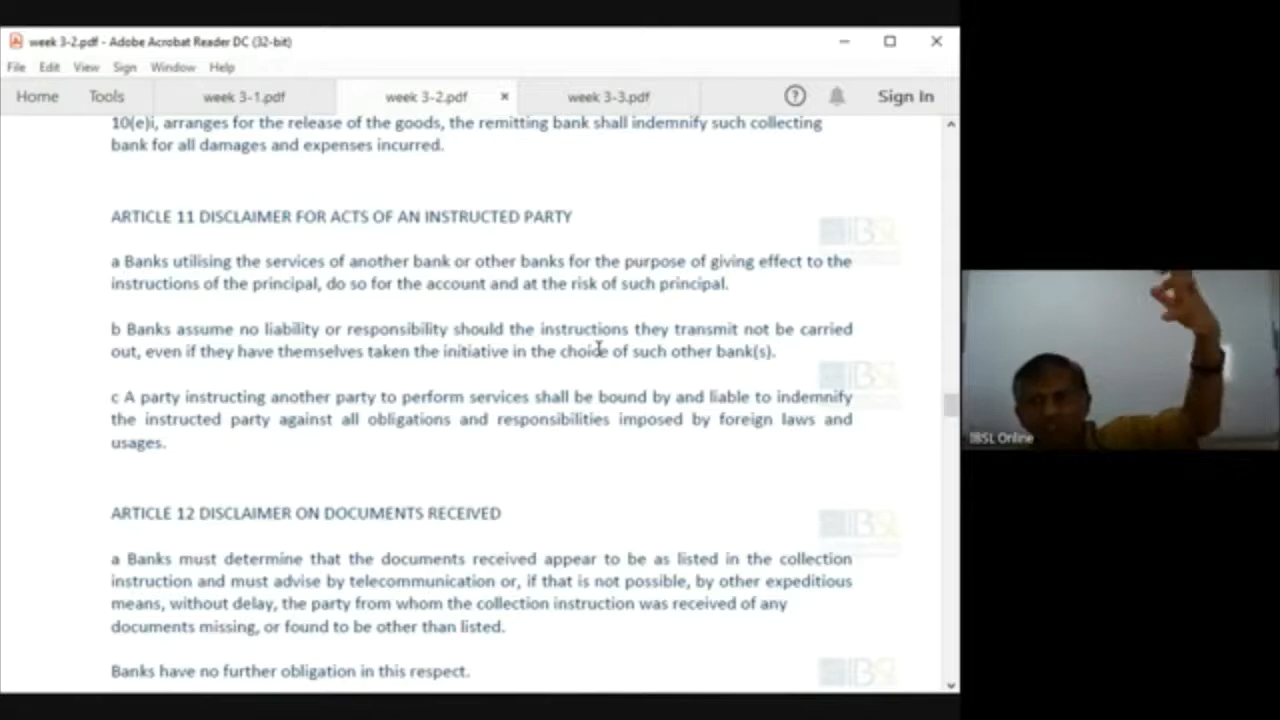 week 3-2.pdf - Adobe Acrobat Reader DC (32-bit)
File Edit View Sign Window Help
Home Tools week 3-1.pdf week 3-2.pdf × week 3-3.pdf ? Sign In
10(e)i, arranges for the release of the goods, the remitting bank shall indemnify such collecting
bank for all damages and expenses incurred.
ARTICLE 11 DISCLAIMER FOR ACTS OF AN INSTRUCTED PARTY
a Banks utilising the services of another bank or other banks for the purpose of giving effect to the
instructions of the principal, do so for the account and at the risk of such principal.
b Banks assume no liability or responsibility should the instructions they transmit not be carried
out, even if they have themselves taken the initiative in the choice of such other bank(s).
c A party instructing another party to perform services shall be bound by and liable to indemnify
the instructed party against all obligations and responsibilities imposed by foreign laws and
usages.
ARTICLE 12 DISCLAIMER ON DOCUMENTS RECEIVED
a Banks must determine that the documents received appear to be as listed in the collection
instruction and must advise by telecommunication or, if that is not possible, by other expeditious
means, without delay, the party from whom the collection instruction was received of any
documents missing, or found to be other than listed.
Banks have no further obligation in this respect.
IBSL
IBSL
IBSL
IBSL
IBSL Online